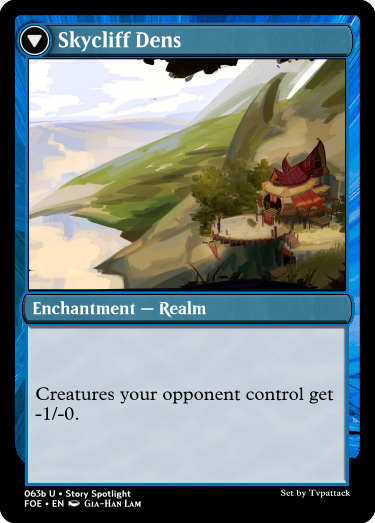 Skycliff Dens
Enchantment — Realm
Creatures your opponent control get
-1/-0.
063b U • Story Spotlight
Set by Tvpattack
FOE • EN Gia-Han Lam